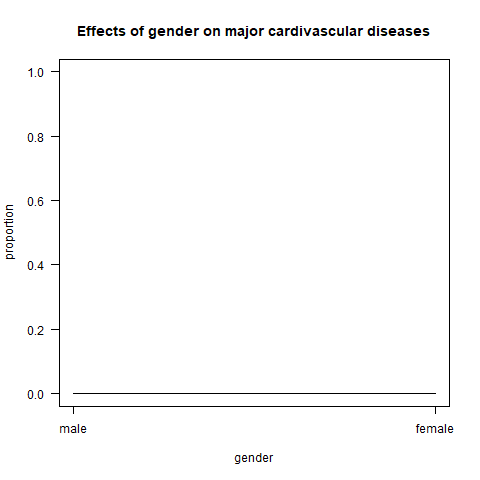 Effects of gender on major cardivascular diseases
1.0
0.8
0.6
0.4
0.2
0.0
proportion
male
female
gender